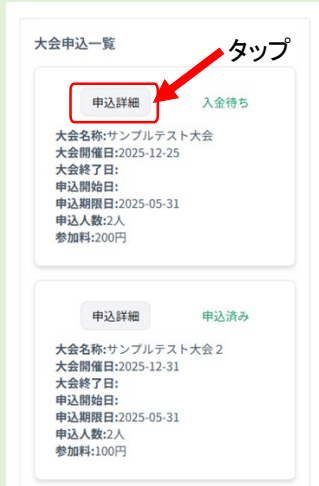 大会申込一覧
タップ
申込詳細 入金待ち
大会名称:サンプルテスト大会
大会開催日:2025-12-25
大会終了日:
申込開始日:
申込期限日:2025-05-31
申込人数:2人
参加料:200円
申込詳細 申込済み
大会名称:サンプルテスト大会２
大会開催日:2025-12-31
大会終了日:
申込開始日:
申込期限日:2025-05-31
申込人数:2人
参加料:100円